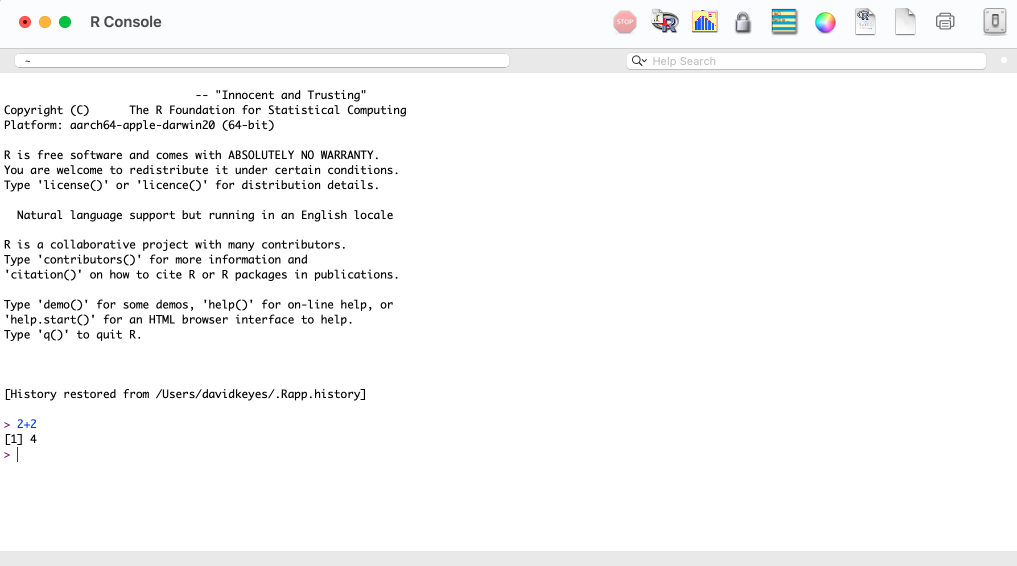 R Console
STOP
~
Help Search
-- "Innocent and Trusting"
Copyright (C)      The R Foundation for Statistical Computing
Platform: aarch64-apple-darwin20 (64-bit)
R is free software and comes with ABSOLUTELY NO WARRANTY.
You are welcome to redistribute it under certain conditions.
Type 'license()' or 'licence()' for distribution details.
Natural language support but running in an English locale
R is a collaborative project with many contributors.
Type 'contributors()' for more information and
'citation()' on how to cite R or R packages in publications.
Type 'demo()' for some demos, 'help()' for on-line help, or
'help.start()' for an HTML browser interface to help.
Type 'q()' to quit R.
[History restored from /Users/davidkeyes/.Rapp.history]
> 2+2
[1] 4
>